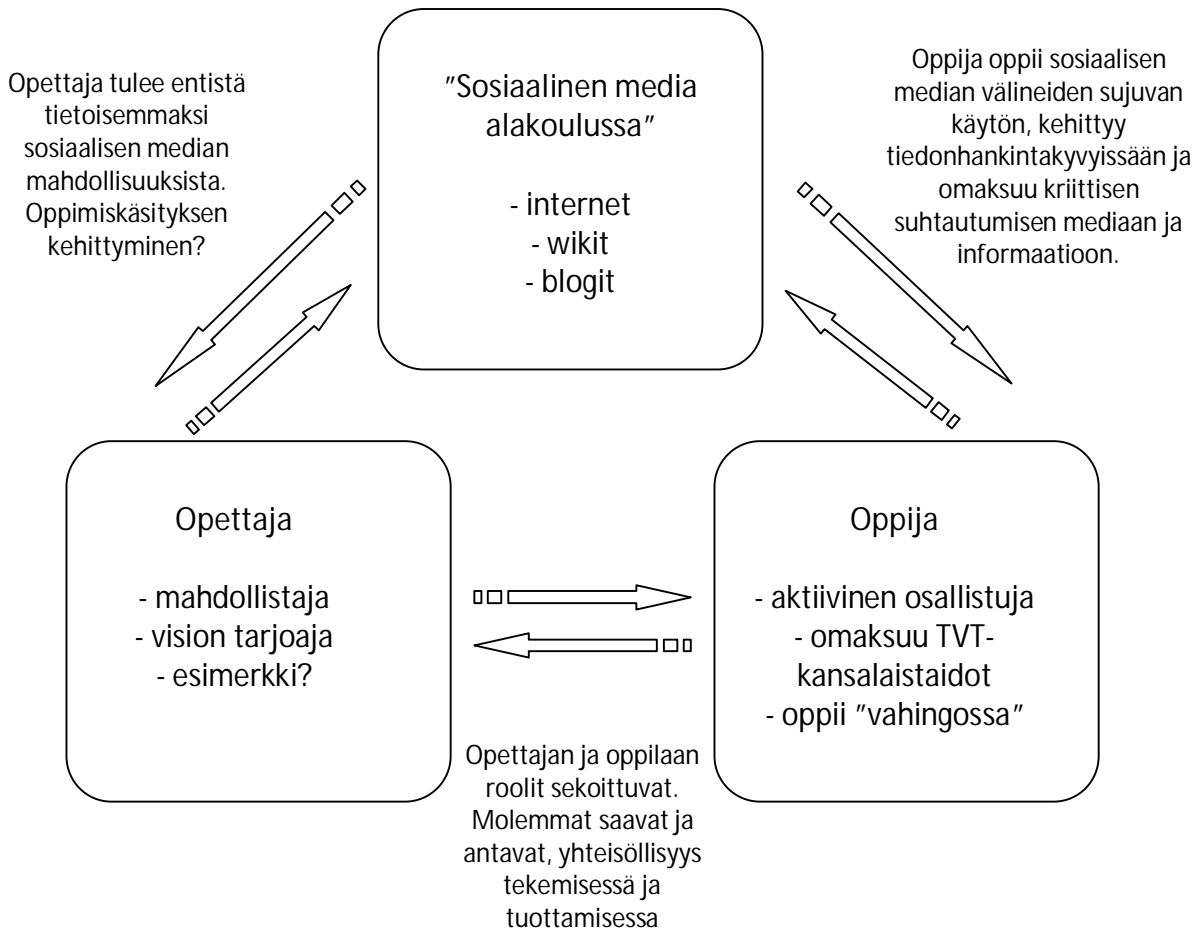 Opettaja tulee entistä
tietoisemmaksi
sosiaalisen median
mahdollisuuksista.
Oppimiskäsityksen
kehittyminen?
"Sosiaalinen media
alakoulussa"
- internet
- wikit
- blogit
Oppija oppii sosiaalisen
median välineiden sujuvan
käytön, kehittyy
tiedonhankintakyvyissään ja
omaksuu kriittisen
suhtautumisen mediaan ja
informaatioon.
Opettaja
- mahdollistaja
- vision tarjoaja
- esimerkki?
Oppija
- aktiivinen osallistuja
- omaksuu TVT-
kansalaistaidot
- oppii "vahingossa"
Opettajan ja oppilaan
roolit sekoittuvat.
Molemmat saavat ja
antavat, yhteisöllisyys
tekemisessä ja
tuottamisessa